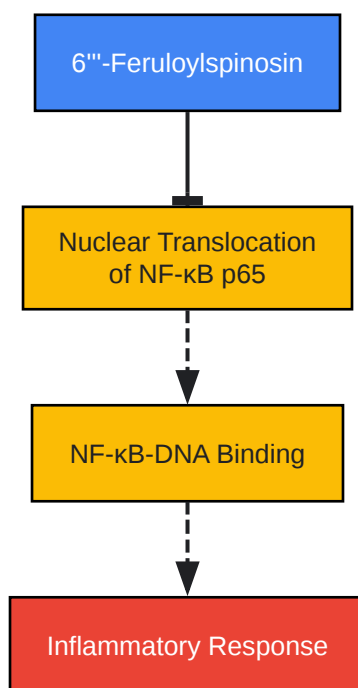 6'''-Feruloylspinosin
Nuclear Translocation
of NF-κB p65
NF-κB-DNA Binding
Inflammatory Response